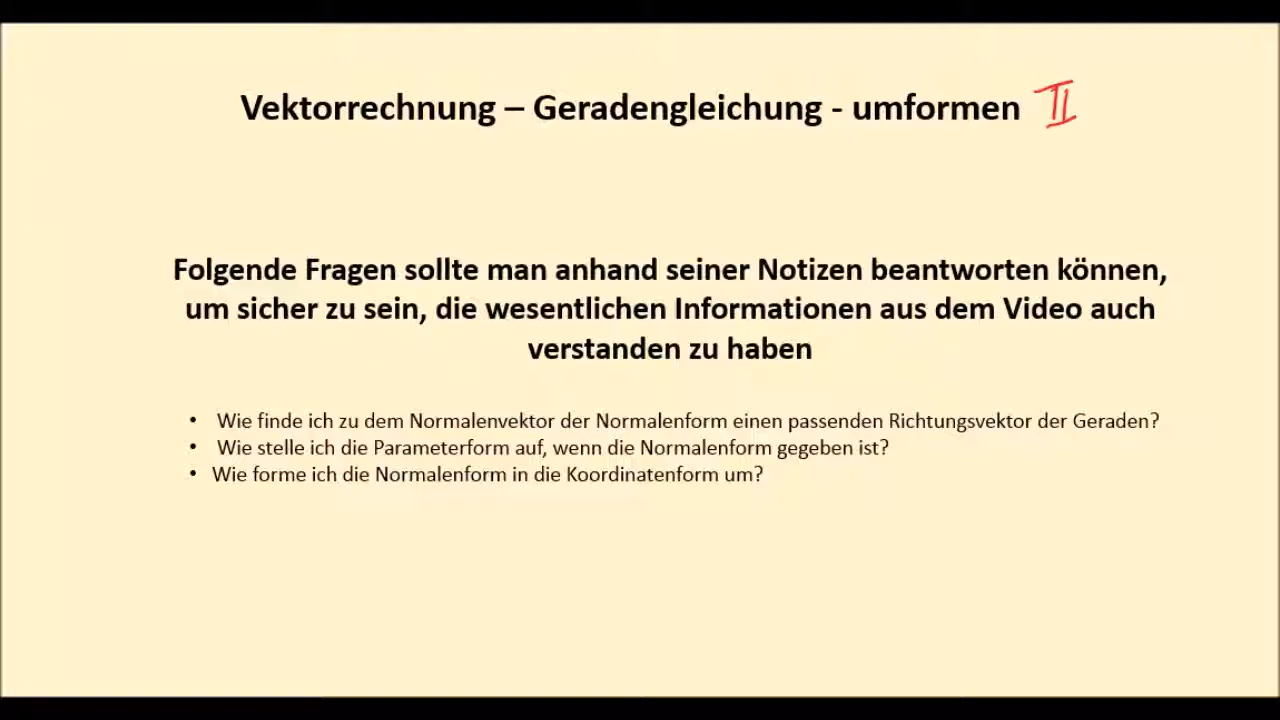 Vektorrechnung – Geradengleichung - umformen II
Folgende Fragen sollte man anhand seiner Notizen beantworten können,
um sicher zu sein, die wesentlichen Informationen aus dem Video auch
verstanden zu haben
• Wie finde ich zu dem Normalenvektor der Normalenform einen passenden Richtungsvektor der Geraden?
• Wie stelle ich die Parameterform auf, wenn die Normalenform gegeben ist?
• Wie forme ich die Normalenform in die Koordinatenform um?